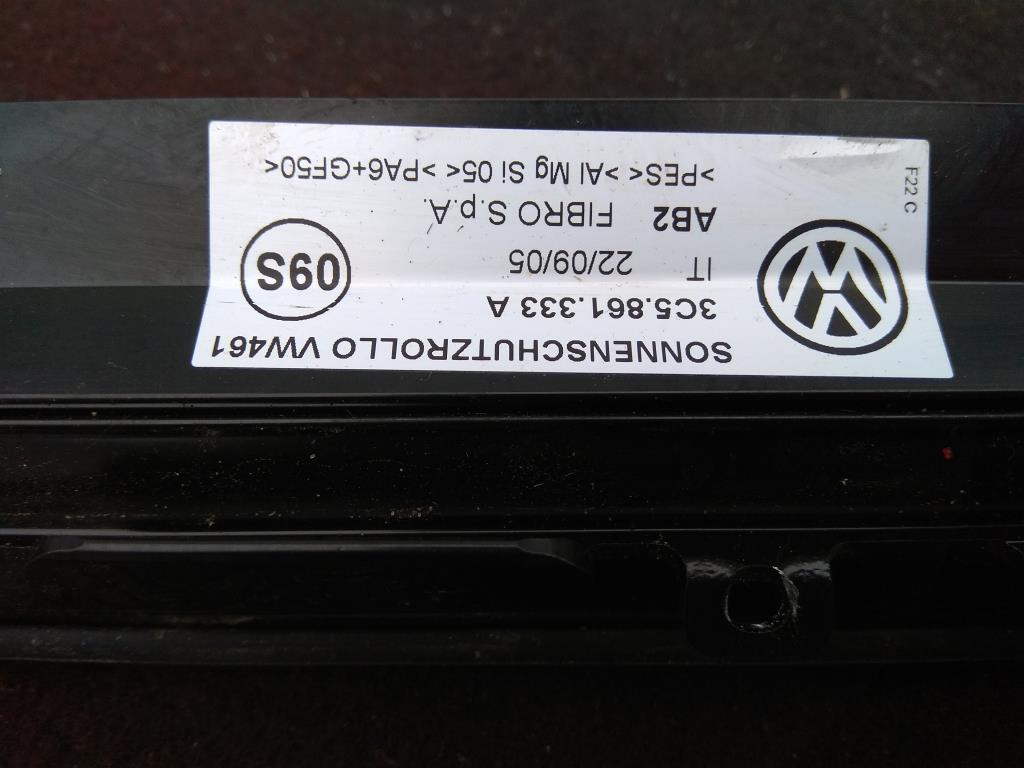 SONNENSCHUTZROLLO VW461
3C5.861.333 A
IT 22/09/05
AB2 FIBRO S.p.A.
>PES< >Al Mg Si 05< >PA6+GF50<
09S
F22 C